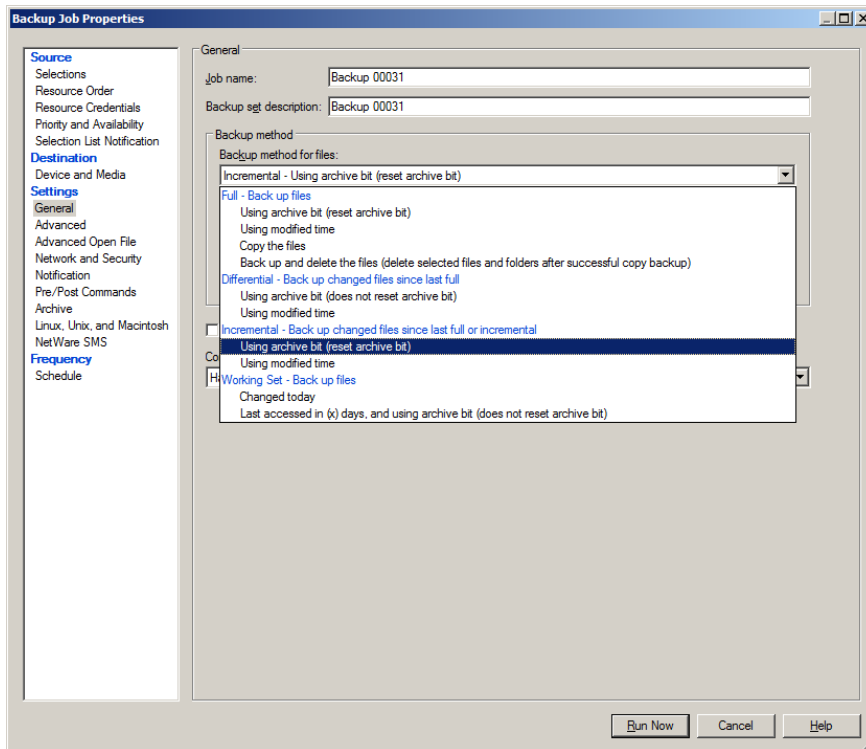 Backup Job Properties
Source
Selections
Resource Order
Resource Credentials
Priority and Availability
Selection List Notification
Destination
Device and Media
Settings
General
Advanced
Advanced Open File
Network and Security
Notification
Pre/Post Commands
Archive
Linux, Unix, and Macintosh
NetWare SMS
Frequency
Schedule
General
Job name: Backup 00031
Backup set description: Backup 00031
Backup method
Backup method for files:
Incremental - Using archive bit (reset archive bit)
Full - Back up files
Using archive bit (reset archive bit)
Using modified time
Copy the files
Back up and delete the files (delete selected files and folders after successful copy backup)
Differential - Back up changed files since last full
Using archive bit (does not reset archive bit)
Using modified time
Incremental - Back up changed files since last full or incremental
Using archive bit (reset archive bit)
Using modified time
Working Set - Back up files
Changed today
Last accessed in (x) days, and using archive bit (does not reset archive bit)
Run Now Cancel Help